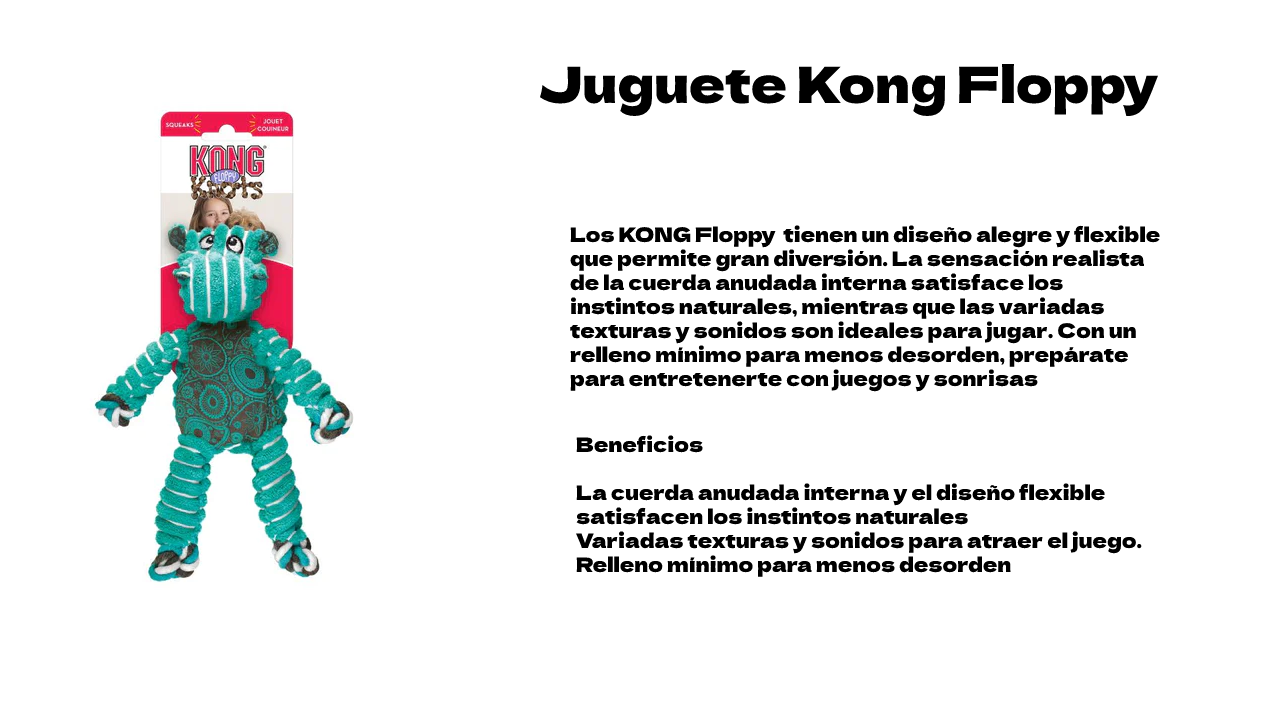 Juguete Kong Floppy
SQUEAKS
JOUET
COUINEUR
KONG
FLOPPY
Knots
Los KONG Floppy  tienen un diseño alegre y flexible
que permite gran diversión. La sensación realista
de la cuerda anudada interna satisface los
instintos naturales, mientras que las variadas
texturas y sonidos son ideales para jugar. Con un
relleno mínimo para menos desorden, prepárate
para entretenerte con juegos y sonrisas
Beneficios
La cuerda anudada interna y el diseño flexible
satisfacen los instintos naturales
Variadas texturas y sonidos para atraer el juego.
Relleno mínimo para menos desorden